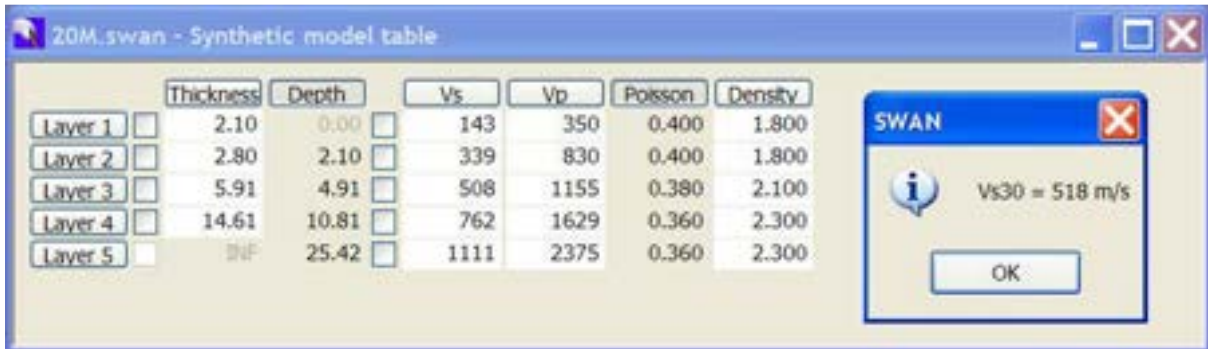 20M.swan - Synthetic model table
Thickness Depth Vs Vp Poisson Density
Layer 1 2.10 0.00 143 350 0.400 1.800
Layer 2 2.80 2.10 339 830 0.400 1.800
Layer 3 5.91 4.91 508 1155 0.380 2.100
Layer 4 14.61 10.81 762 1629 0.360 2.300
Layer 5 INF 25.42 1111 2375 0.360 2.300
SWAN
i
Vs30 = 518 m/s
OK